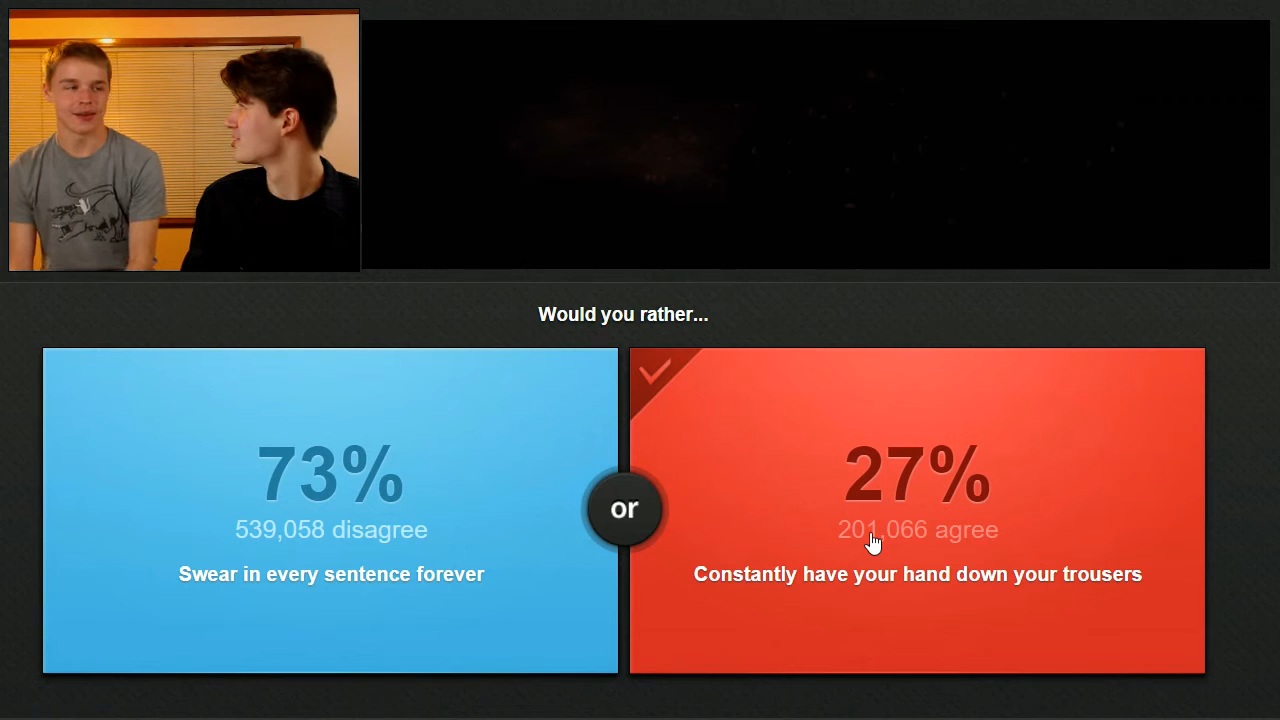 Would you rather...
73%
539,058 disagree
Swear in every sentence forever
or
27%
201,066 agree
Constantly have your hand down your trousers